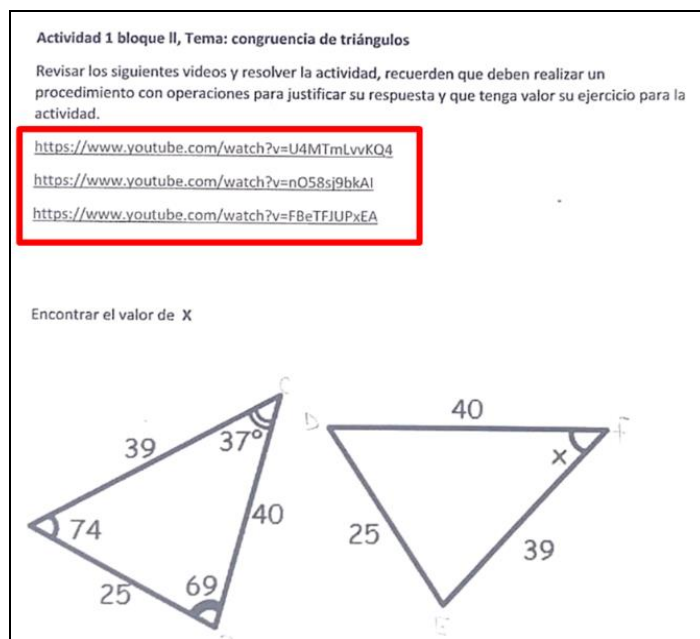 Actividad 1 bloque II, Tema: congruencia de triángulos
Revisar los siguientes videos y resolver la actividad, recuerden que deben realizar un
procedimiento con operaciones para justificar su respuesta y que tenga valor su ejercicio para la
actividad.
https://www.youtube.com/watch?v=U4MTmLvvKQ4
https://www.youtube.com/watch?v=nO58sj9bkAI
https://www.youtube.com/watch?v=FBeTFJUPxEA
Encontrar el valor de X
C
39
37°
40
74
25
69
D
40
F
x
25
39
E